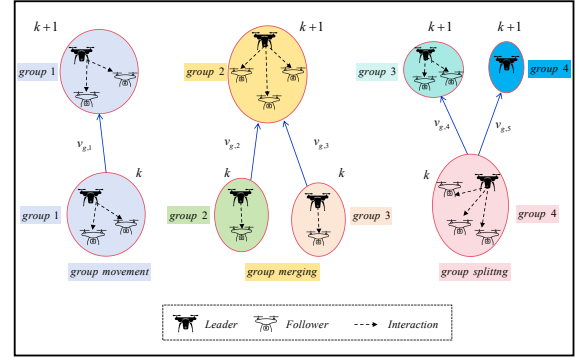 k+1
k+1
k+1
k+1
group 1
group 2
group 3
group 4
v_{g,1}
v_{g,2}
v_{g,3}
v_{g,4}
v_{g,5}
k
k
k
k
group 1
group 2
group 3
group 4
group movement
group merging
group splittng
Leader
Follower
Interaction